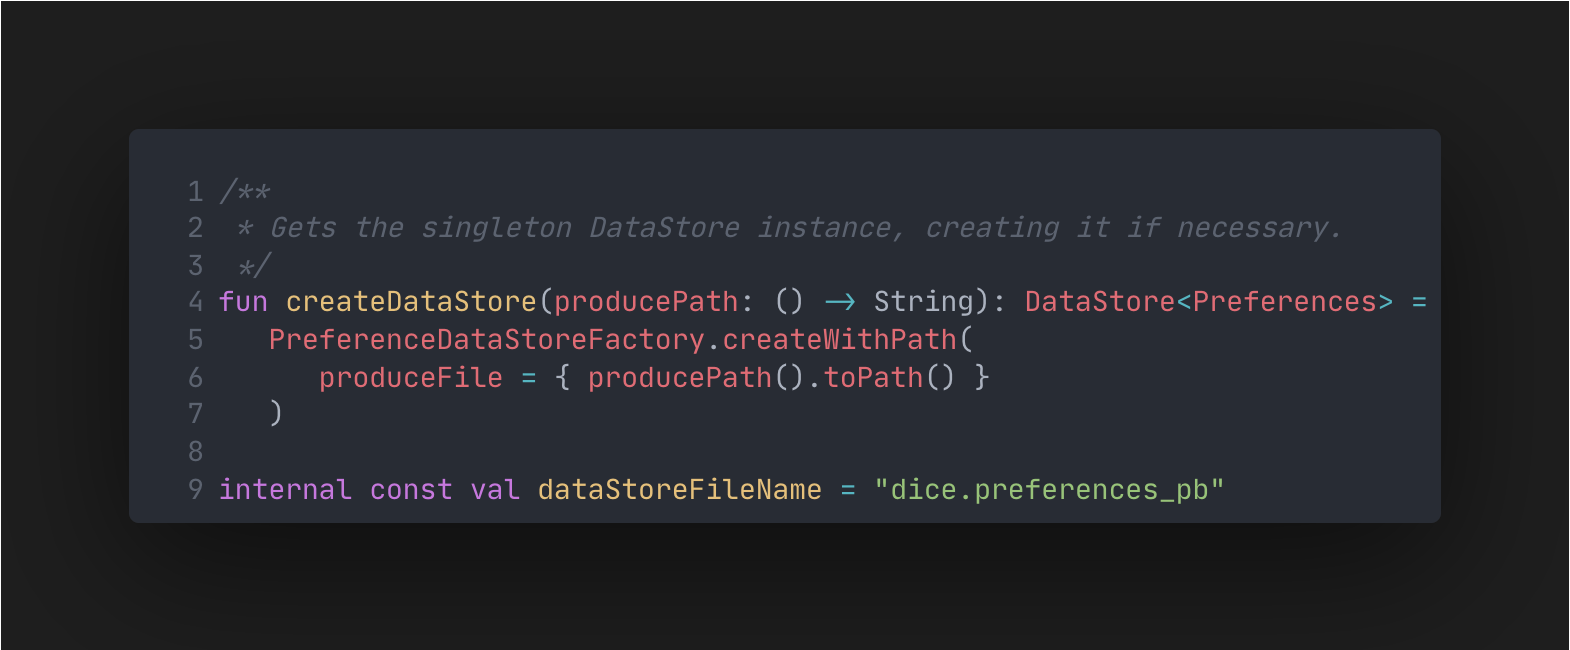 1 /**
2  * Gets the singleton DataStore instance, creating it if necessary.
3  */
4 fun createDataStore(producePath: () -> String): DataStore<Preferences> =
5    PreferenceDataStoreFactory.createWithPath(
6       produceFile = { producePath().toPath() }
7    )
8
9 internal const val dataStoreFileName = "dice.preferences_pb"